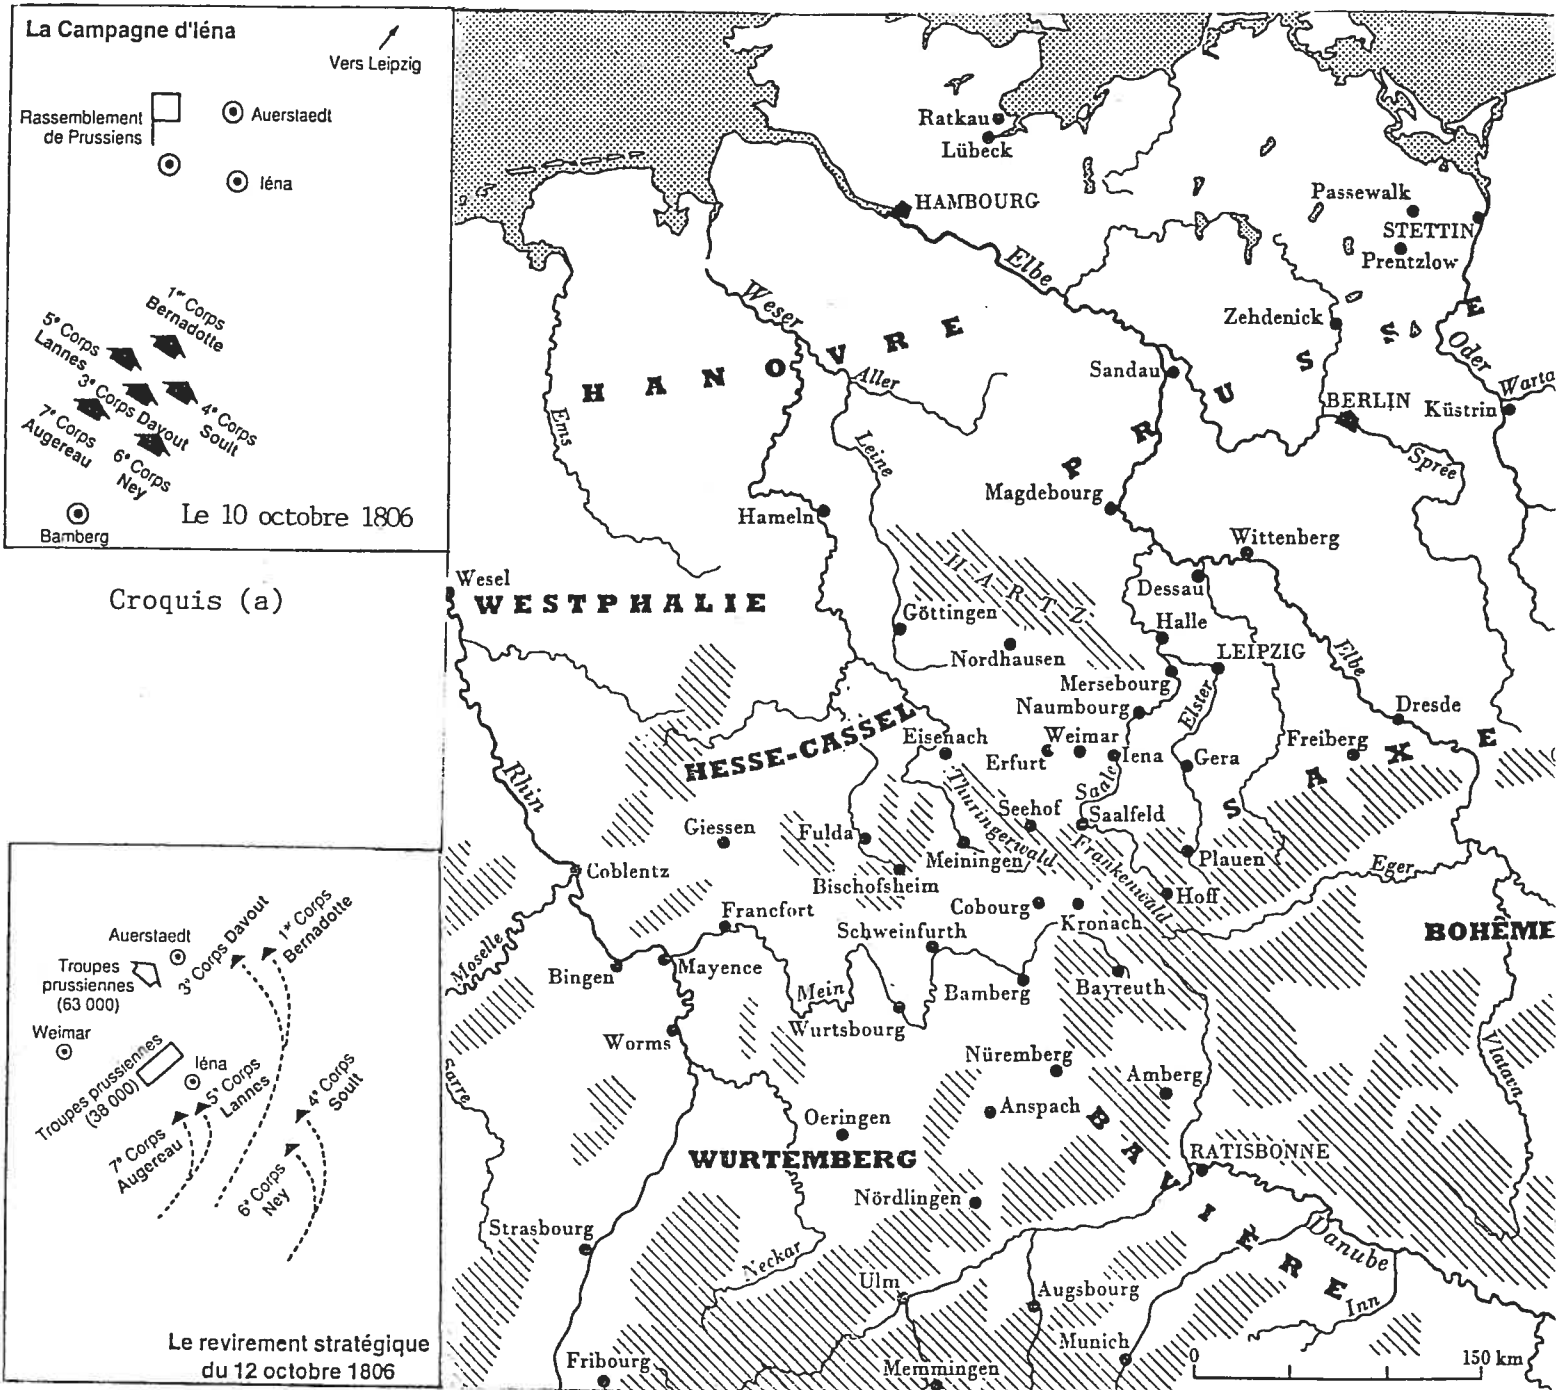 La Campagne d'Iéna
Vers Leipzig
Rassemblement
de Prussiens
Auerstaedt
Iéna
1er Corps
Bernadotte
5e Corps
Lannes
3e Corps Davout
4e Corps
Soult
7e Corps
Augereau
6e Corps
Ney
Bamberg
Le 10 octobre 1806
Croquis (a)
Auerstaedt
Troupes
prussiennes
(63 000)
3e Corps Davout
1er Corps
Bernadotte
Weimar
Troupes prussiennes
(38 000)
Iéna
5e Corps
Lannes
4e Corps
Soult
7e Corps
Augereau
6e Corps
Ney
Le revirement stratégique
du 12 octobre 1806
Ratkau
Lübeck
HAMBOURG
Passewalk
STETTIN
Prentzlow
Elbe
Weser
Zehdenick
Oder
HANOVRE
PRUSSE
Aller
Sandau
BERLIN
Küstrin
Warta
Ems
Leine
Sprée
Magdebourg
Hameln
Wittenberg
Wesel
WESTPHALIE
HARTZ
Dessau
Göttingen
Halle
Nordhausen
LEIPZIG
Elbe
Mersebourg
Naumbourg
Elster
Dresde
HESSE-CASSEL
Eisenach
Weimar
Erfurt
Iena
Gera
Freiberg
SAXE
Rhin
Saale
Thuringerwald
Seehof
Saalfeld
Giessen
Fulda
Meiningen
Frankenwald
Plauen
Eger
Coblentz
Bischofsheim
Hoff
Francfort
Cobourg
Kronach
Schweinfurth
BOHÊME
Moselle
Bingen
Mayence
Mein
Bamberg
Bayreuth
Wurtsbourg
Worms
Nüremberg
Amberg
Vlatava
Sarre
Oeringen
Anspach
BAVIÈRE
WURTEMBERG
RATISBONNE
Nördlingen
Strasbourg
Neckar
Danube
Ulm
Augsbourg
Inn
Munich
Fribourg
Memmingen
0
150 km